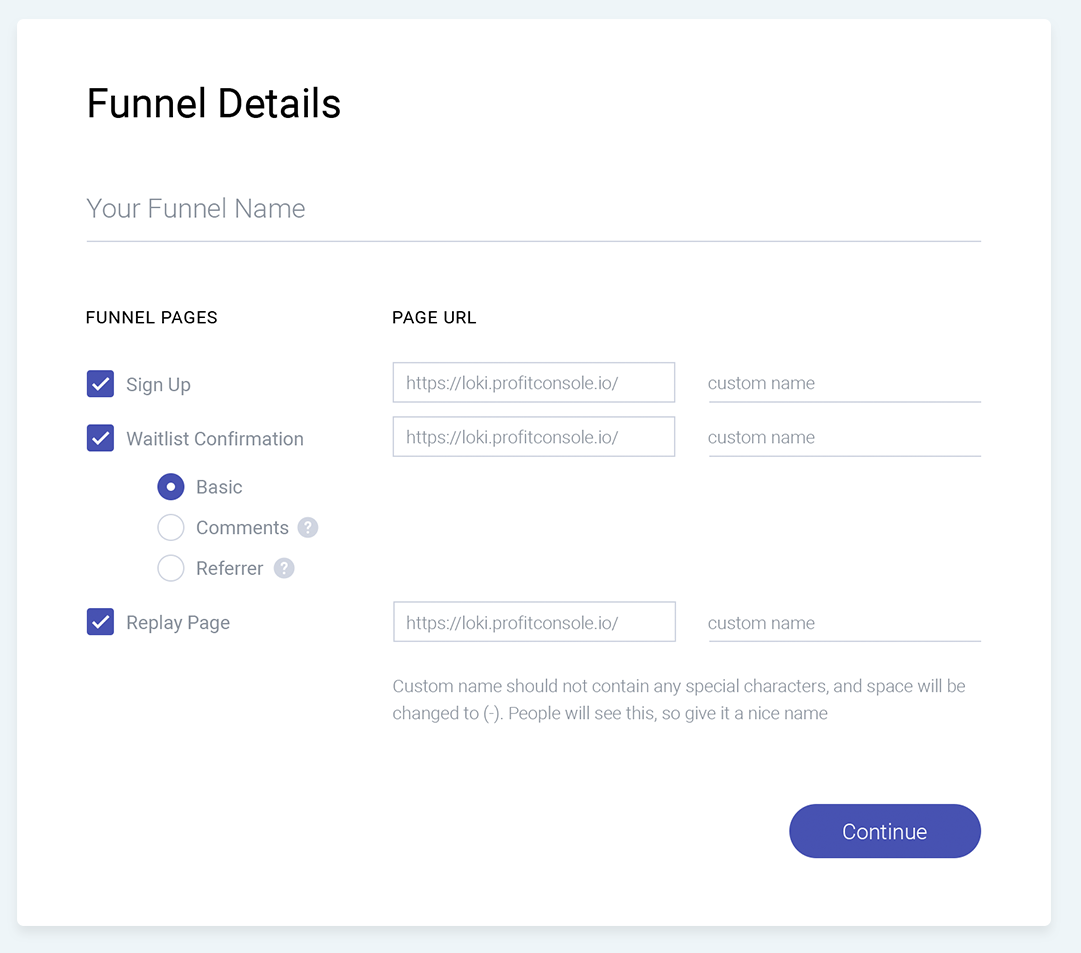 Funnel Details
Your Funnel Name
FUNNEL PAGES PAGE URL
Sign Up https://loki.profitconsole.io/ custom name
Waitlist Confirmation https://loki.profitconsole.io/ custom name
Basic
Comments ?
Referrer ?
Replay Page https://loki.profitconsole.io/ custom name
Custom name should not contain any special characters, and space will be
changed to (-). People will see this, so give it a nice name
Continue